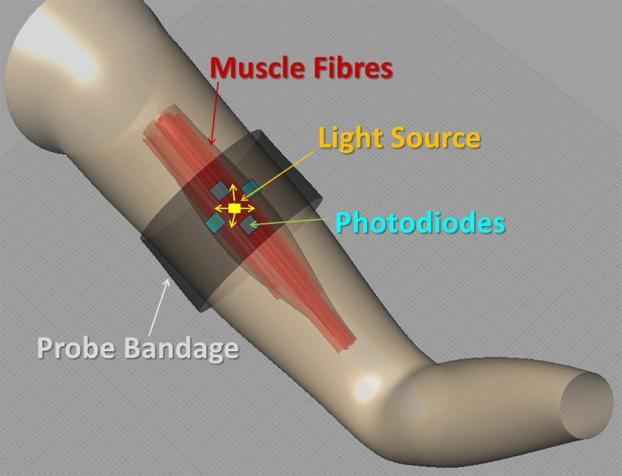 Muscle Fibres
Light Source
Photodiodes
Probe Bandage